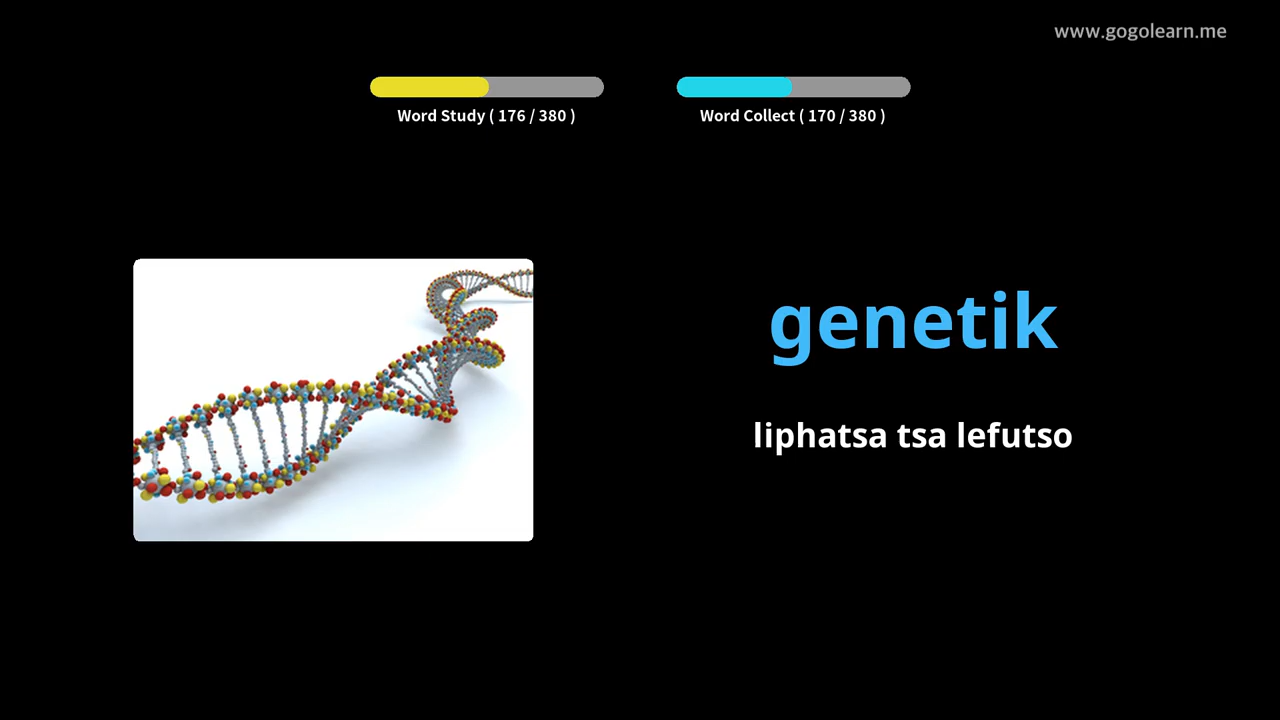 www.gogolearn.me
Word Study ( 176 / 380 )
Word Collect ( 170 / 380 )
genetik
liphatsa tsa lefutso